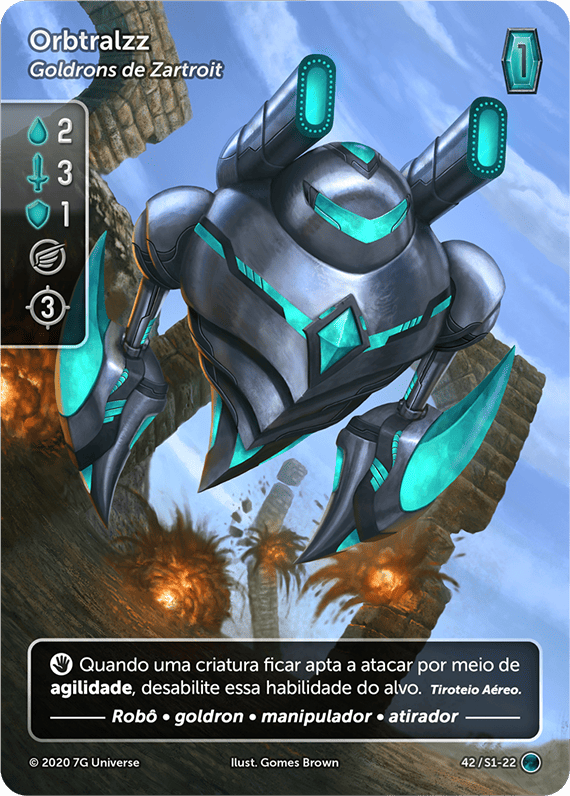 Orbtralzz
Goldrons de Zartroit
1
2
3
1
3
Quando uma criatura ficar apta a atacar por meio de
agilidade, desabilite essa habilidade do alvo. Tiroteio Aéreo.
Robô • goldron • manipulador • atirador
© 2020 7G Universe
Ilust. Gomes Brown
42 / S1-22